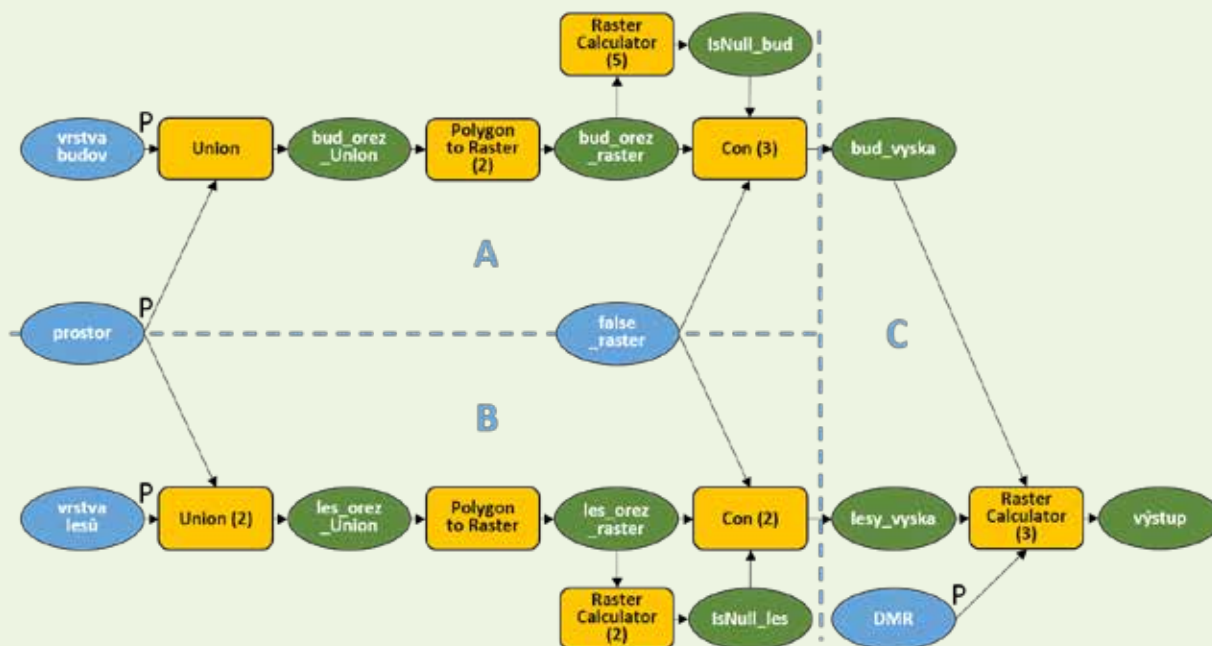 Raster
Calculator
(5)
IsNull_bud
P
vrstva
budov
Union
bud_orez
_Union
Polygon
to Raster
(2)
bud_orez
_raster
Con (3)
bud_vyska
A
P
prostor
false
_raster
C
B
P
vrstva
lesů
Union (2)
les_orez
_Union
Polygon
to Raster
les_orez
_raster
Con (2)
lesy_vyska
Raster
Calculator
(3)
výstup
Raster
Calculator
(2)
IsNull_les
P
DMR